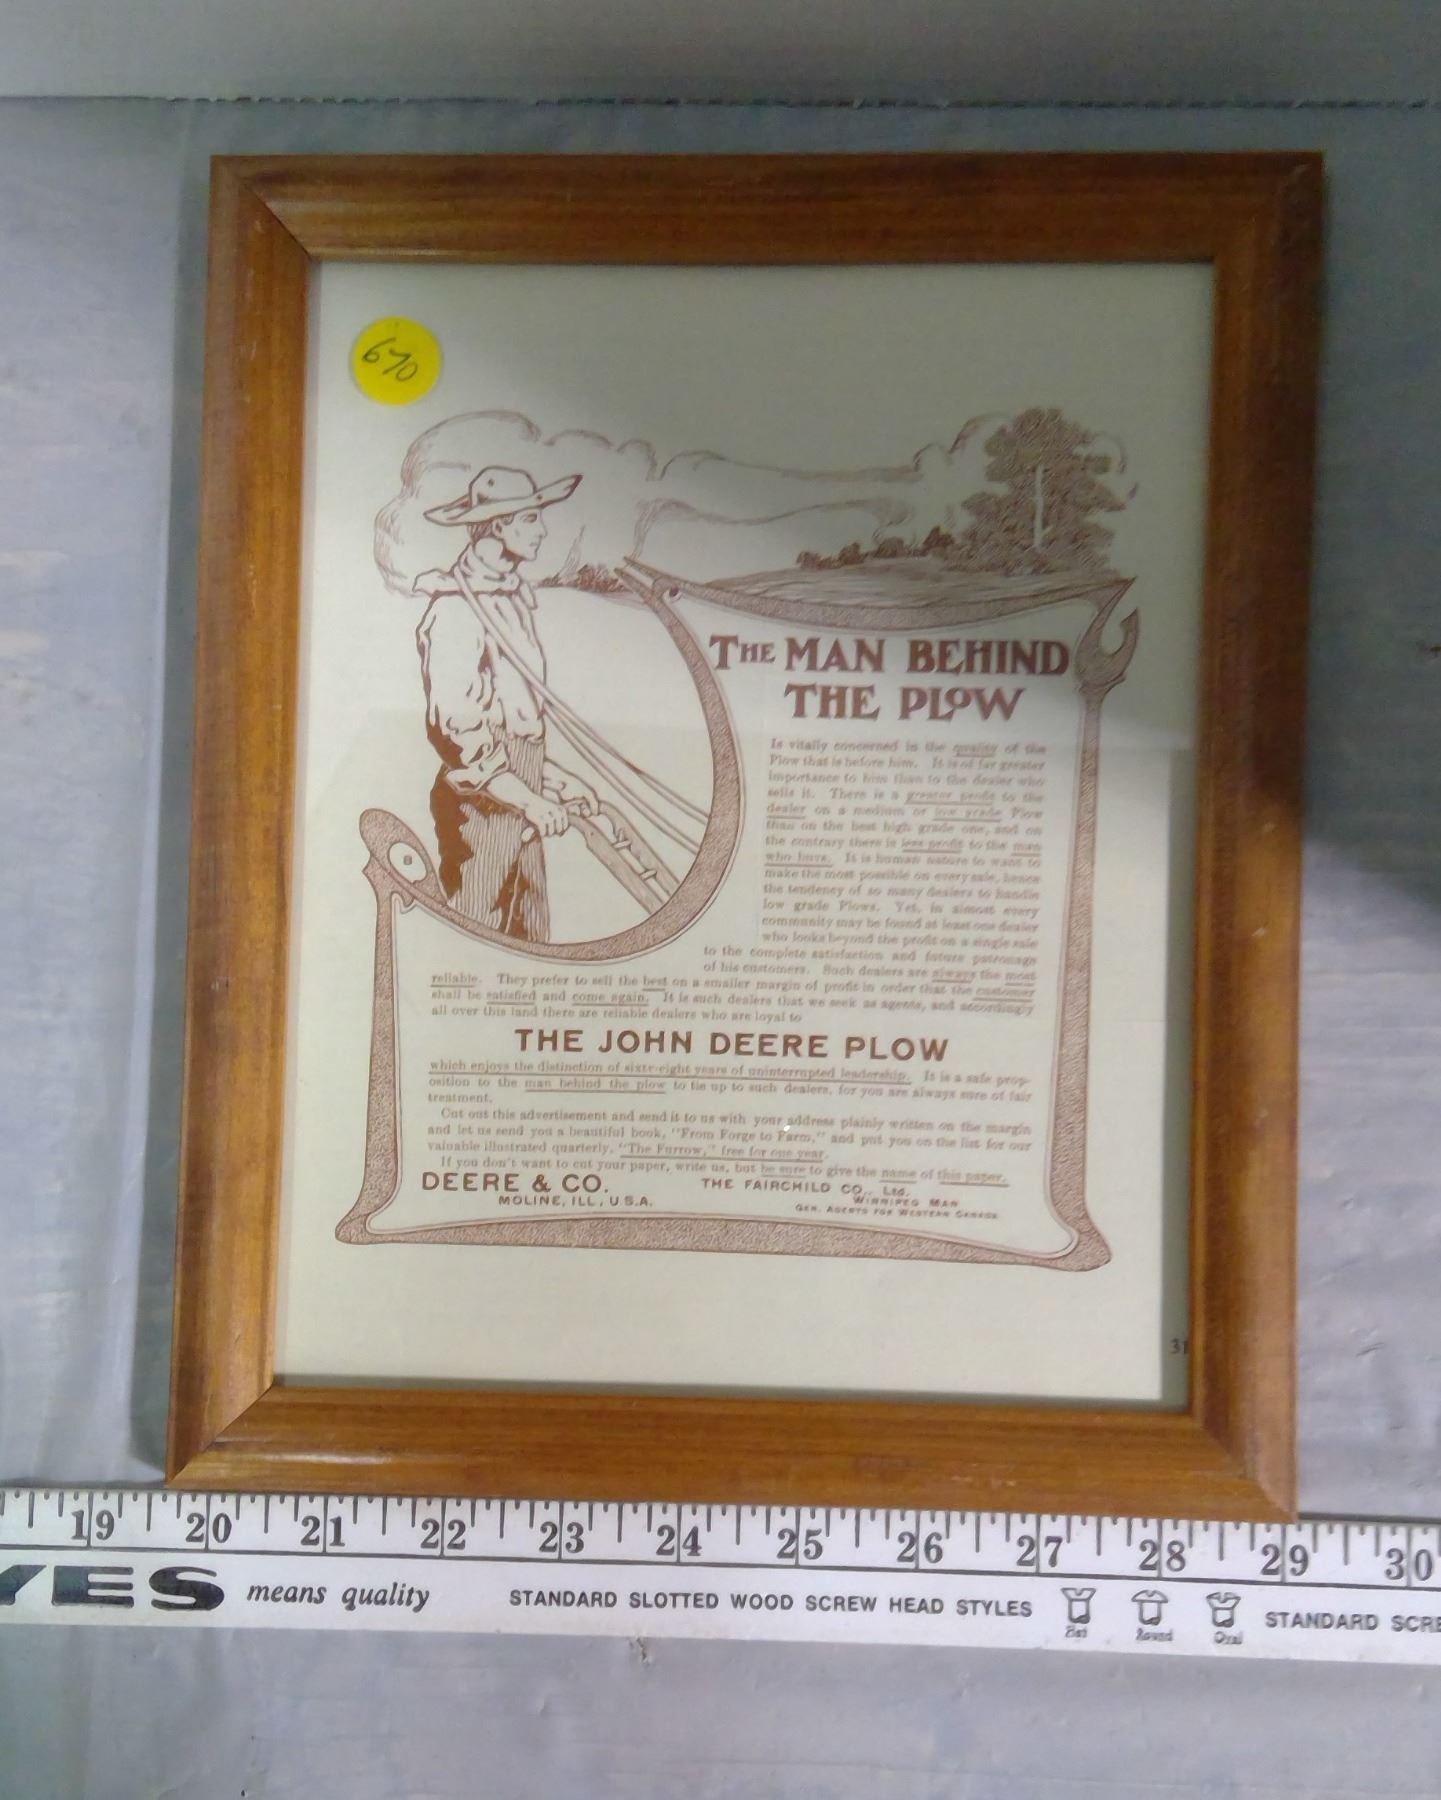 670
THE MAN BEHIND
THE PLOW
Is vitally concerned in the quality of the
Plow that is before him. It is of far greater
importance to him than to the dealer who
sells it. There is a greater profit to the
dealer on a medium or low grade Plow
than on the best high grade one, and on
the contrary there is less profit to the man
who buys. It is human nature to want to
make the most possible on every sale, hence
the tendency of so many dealers to handle
low grade Plows. Yet, in almost every
community may be found at least one dealer
who looks beyond the profit on a single sale
to the complete satisfaction and future patronage
of his customers. Such dealers are always the most
reliable. They prefer to sell the best on a smaller margin of profit in order that the customer
shall be satisfied and come again. It is such dealers that we seek as agents, and accordingly
all over this land there are reliable dealers who are loyal to
THE JOHN DEERE PLOW
which enjoys the distinction of sixty-eight years of uninterrupted leadership. It is a safe prop-
osition to the man behind the plow to tie up to such dealers, for you are always sure of fair
treatment.
Cut out this advertisement and send it to us with your address plainly written on the margin
and let us send you a beautiful book, "From Forge to Farm," and put you on the list for our
valuable illustrated quarterly, "The Furrow," free for one year.
If you don't want to cut your paper, write us, but be sure to give the name of this paper.
DEERE & CO. THE FAIRCHILD CO., LTD.
MOLINE, ILL., U.S.A. WINNIPEG MAN
GEN. AGENTS FOR WESTERN CANADA
31
19 20 21 22 23 24 25 26 27 28 29 30
YES means quality STANDARD SLOTTED WOOD SCREW HEAD STYLES Flat Round Oval STANDARD SCRE